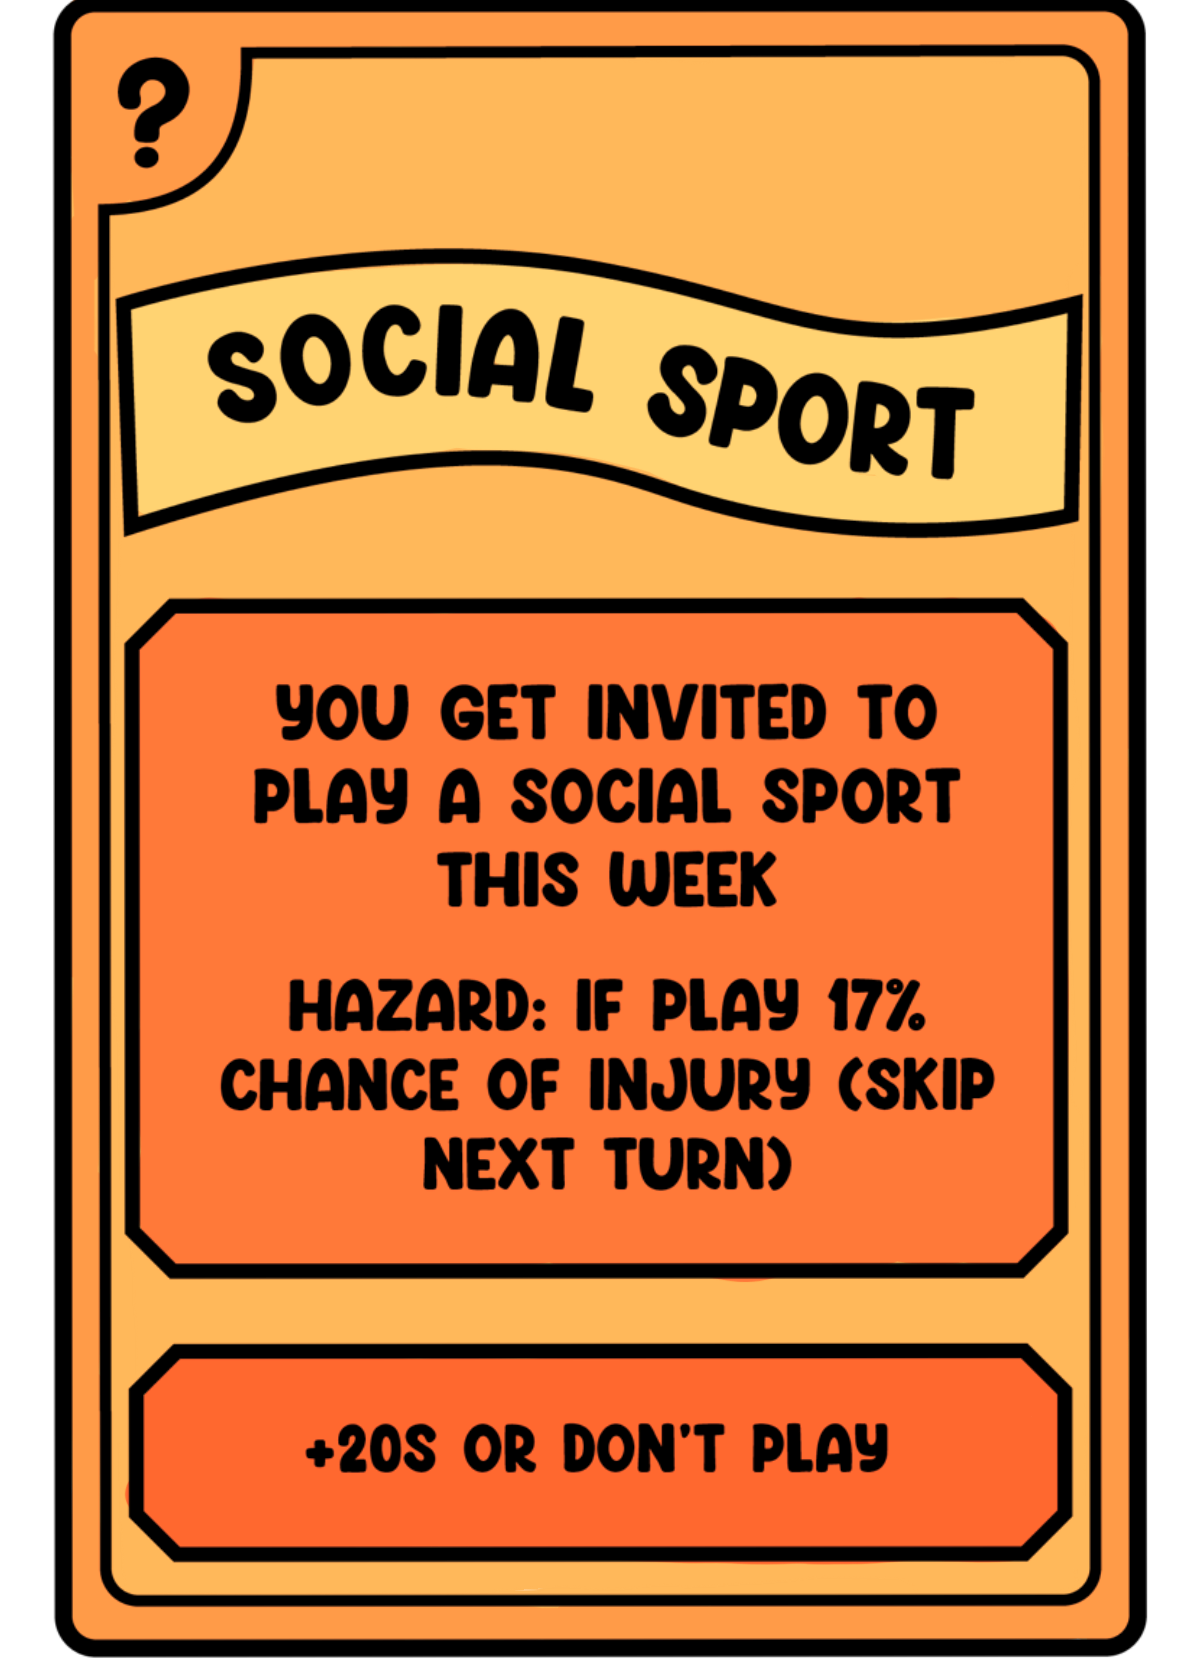 ?
SOCIAL SPORT
YOU GET INVITED TO
PLAY A SOCIAL SPORT
THIS WEEK
HAZARD: IF PLAY 17%
CHANCE OF INJURY (SKIP
NEXT TURN)
+20S OR DON'T PLAY